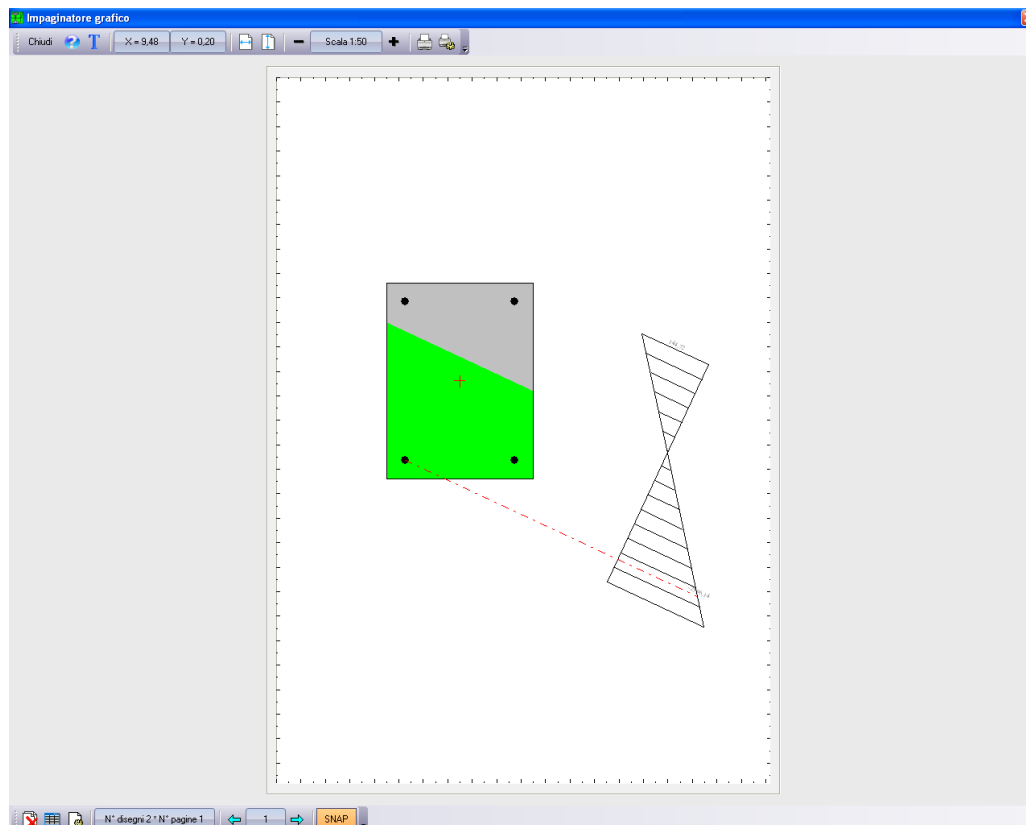 Impaginatore grafico
Chiudi X = 9,48 Y = 0,20 Scala 1:50
N° disegni 2 * N° pagine 1 1 SNAP